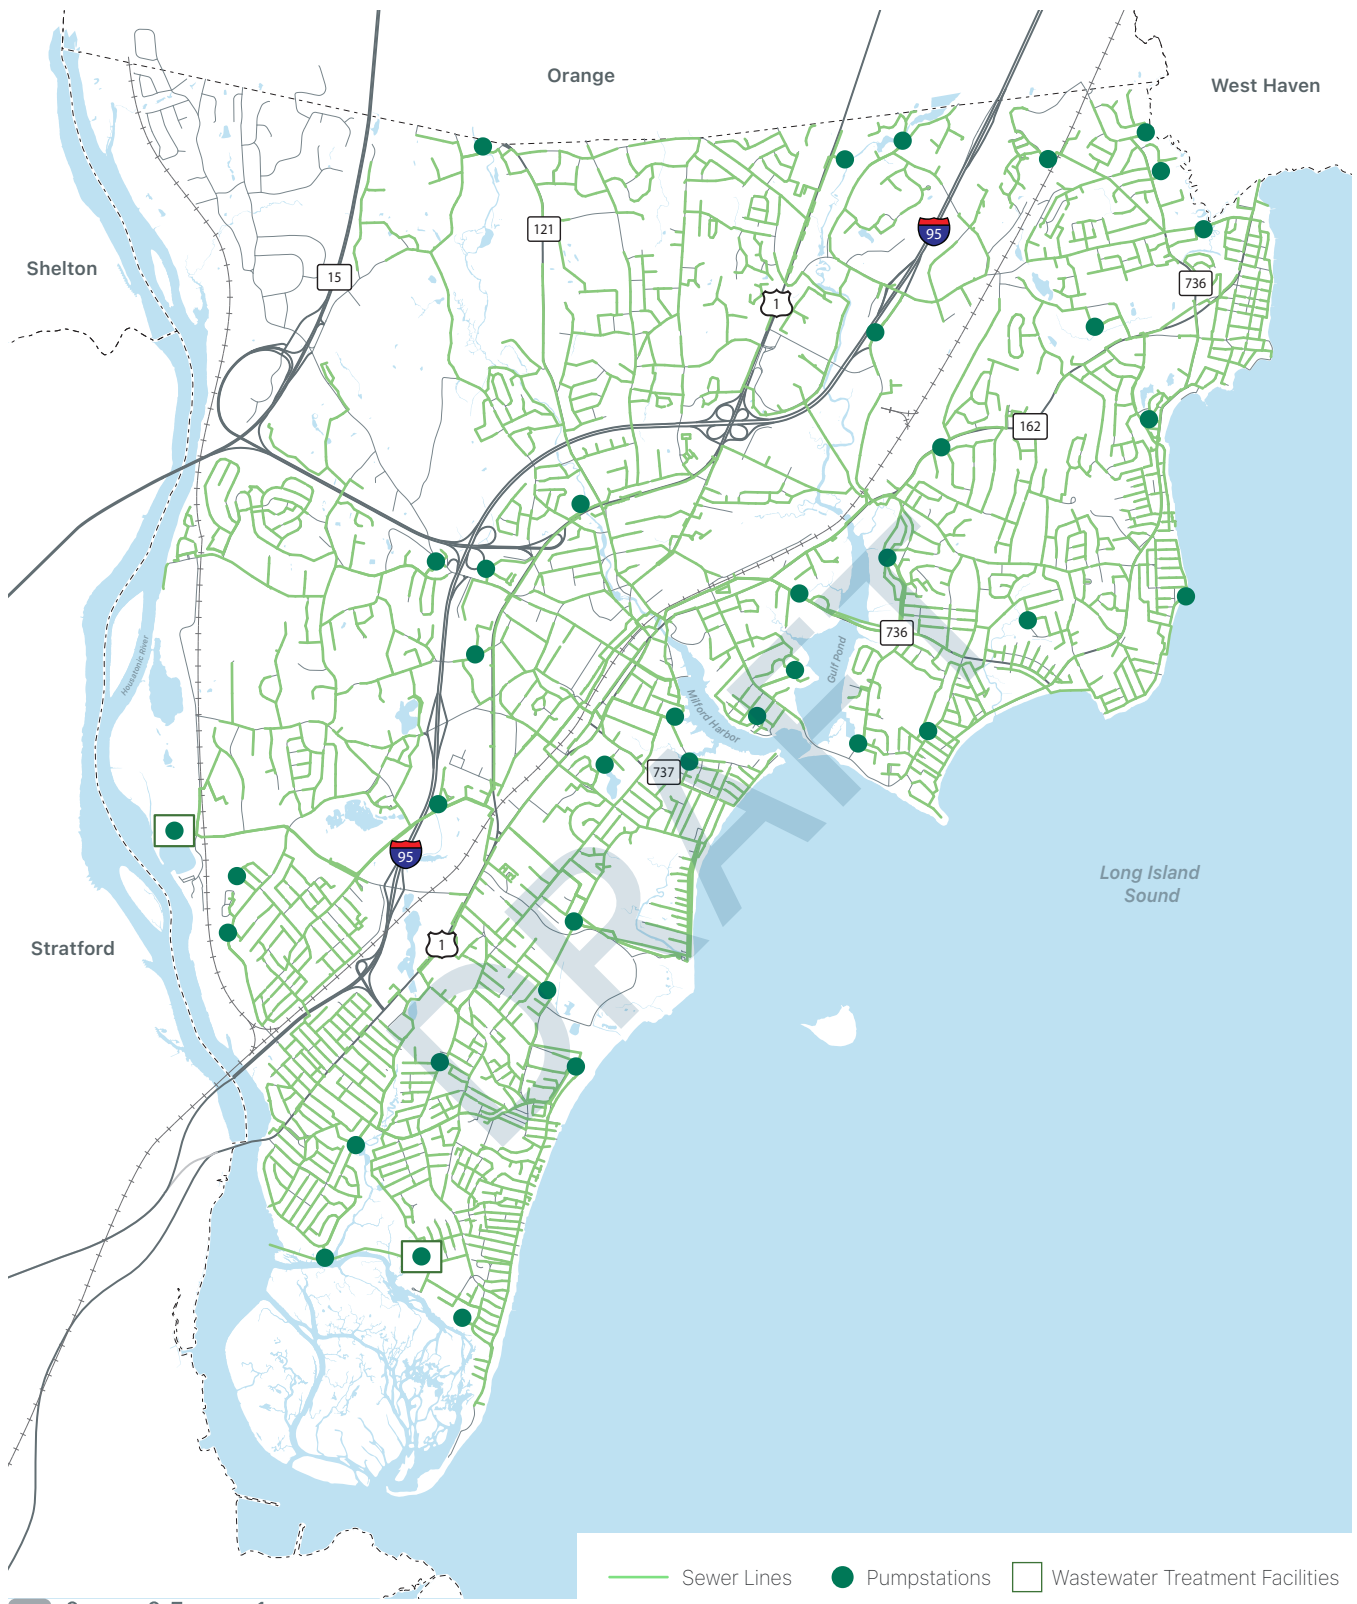 Orange
West Haven
Shelton
121
95
15
736
1
162
Housatonic River
736
Gulf Pond
Milford Harbor
737
95
Long Island
Sound
Stratford
1
DRAFT
Sewer Lines
Pumpstations
Wastewater Treatment Facilities